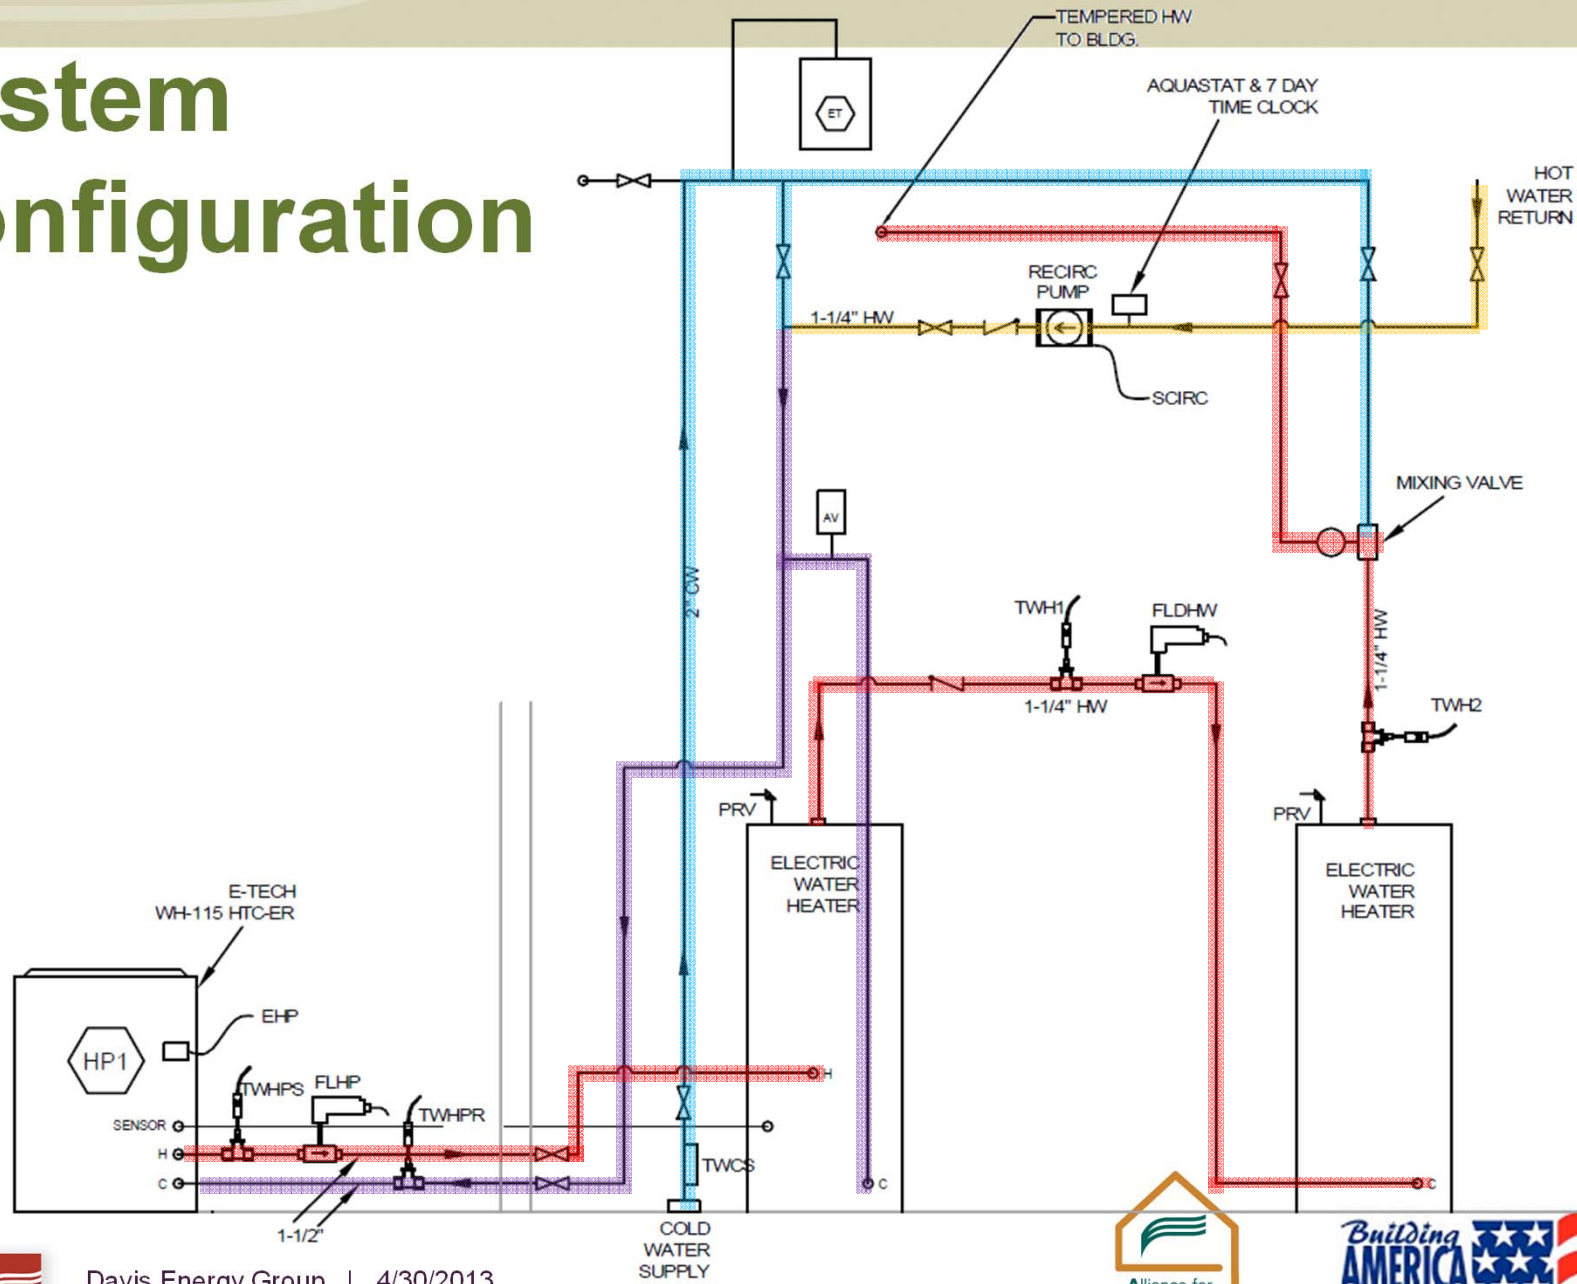 stem
onfiguration
TEMPERED HW
TO BLDG.
ET
AQUASTAT & 7 DAY
TIME CLOCK
HOT
WATER
RETURN
RECIRC
PUMP
1-1/4" HW
SCIRC
MIXING VALVE
AV
2" CW
TWH1
FLDHW
1-1/4" HW
1-1/4" HW
TWH2
PRV
PRV
ELECTRIC
WATER
HEATER
ELECTRIC
WATER
HEATER
E-TECH
WH-115 HTC-ER
EHP
HP1
TWHPS
FLHP
TWHPR
H
SENSOR
H
C
TWCS
C
C
1-1/2"
COLD
WATER
SUPPLY
Davis Energy Group | 4/30/2013
Alliance for
Building
AMERICA